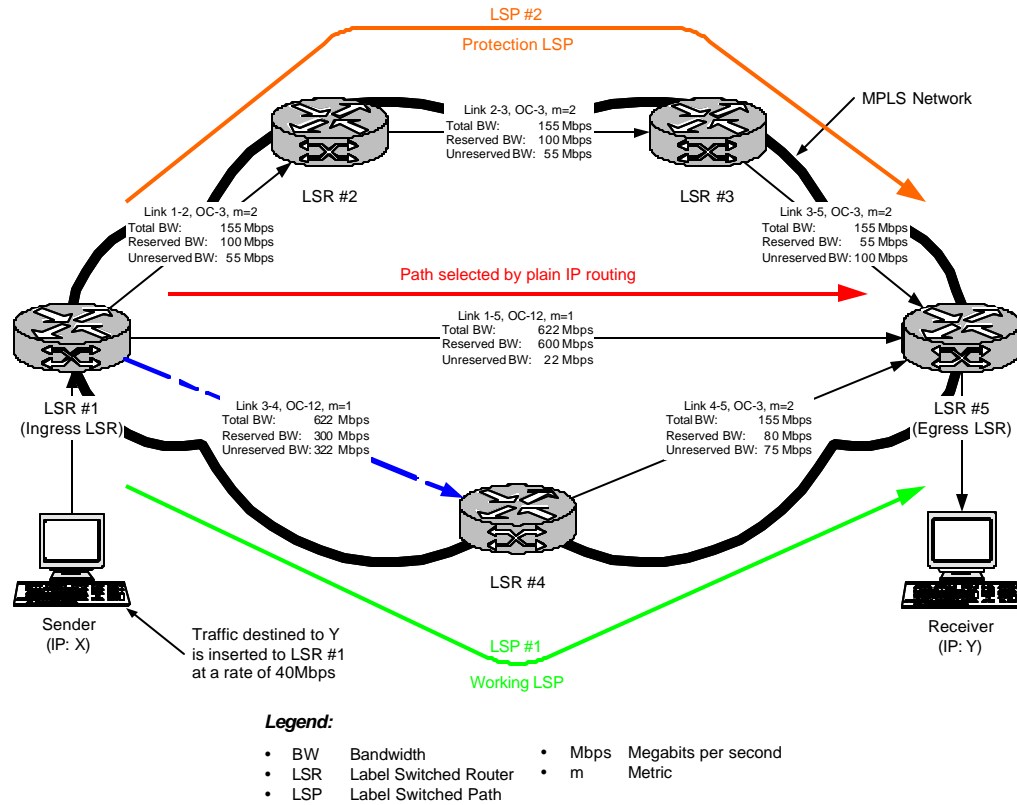 LSP #2
Protection LSP
MPLS Network
Link 2-3, OC-3, m=2
Total BW: 155 Mbps
Reserved BW: 100 Mbps
Unreserved BW: 55 Mbps
LSR #2
LSR #3
Link 1-2, OC-3, m=2
Total BW: 155 Mbps
Reserved BW: 100 Mbps
Unreserved BW: 55 Mbps
Link 3-5, OC-3, m=2
Total BW: 155 Mbps
Reserved BW: 55 Mbps
Unreserved BW: 100 Mbps
Path selected by plain IP routing
Link 1-5, OC-12, m=1
Total BW: 622 Mbps
Reserved BW: 600 Mbps
Unreserved BW: 22 Mbps
LSR #1
(Ingress LSR)
Link 3-4, OC-12, m=1
Total BW: 622 Mbps
Reserved BW: 300 Mbps
Unreserved BW: 322 Mbps
Link 4-5, OC-3, m=2
Total BW: 155 Mbps
Reserved BW: 80 Mbps
Unreserved BW: 75 Mbps
LSR #5
(Egress LSR)
LSR #4
Sender
(IP: X)
Traffic destined to Y
is inserted to LSR #1
at a rate of 40Mbps
LSP #1
Working LSP
Receiver
(IP: Y)
Legend:
• BW Bandwidth
• LSR Label Switched Router
• LSP Label Switched Path
• Mbps Megabits per second
• m Metric